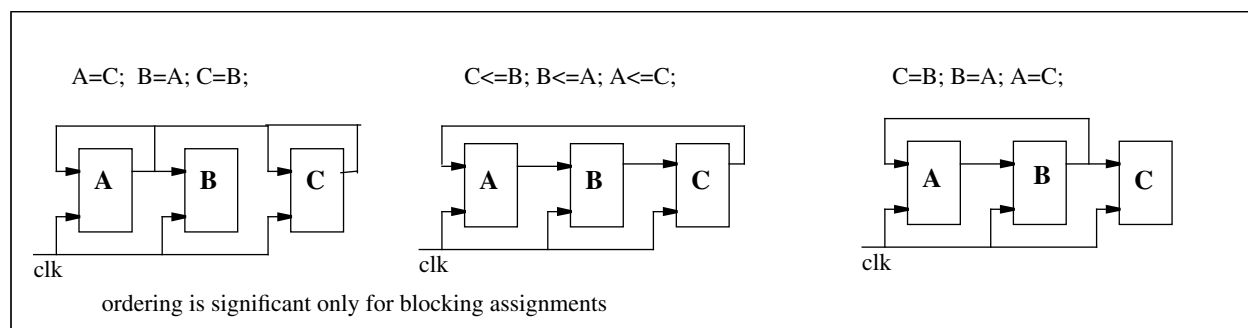 A=C;  B=A; C=B;
C<=B; B<=A; A<=C;
C=B; B=A; A=C;
A
B
C
A
B
C
A
B
C
clk
clk
clk
ordering is significant only for blocking assignments